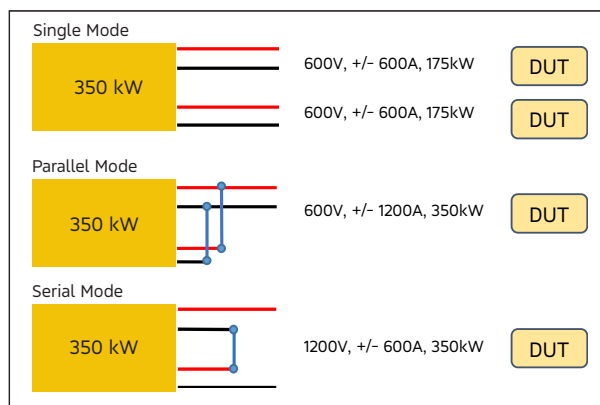 Single Mode
350 kW
600V, +/- 600A, 175kW
DUT
600V, +/- 600A, 175kW
DUT
Parallel Mode
350 kW
600V, +/- 1200A, 350kW
DUT
Serial Mode
350 kW
1200V, +/- 600A, 350kW
DUT